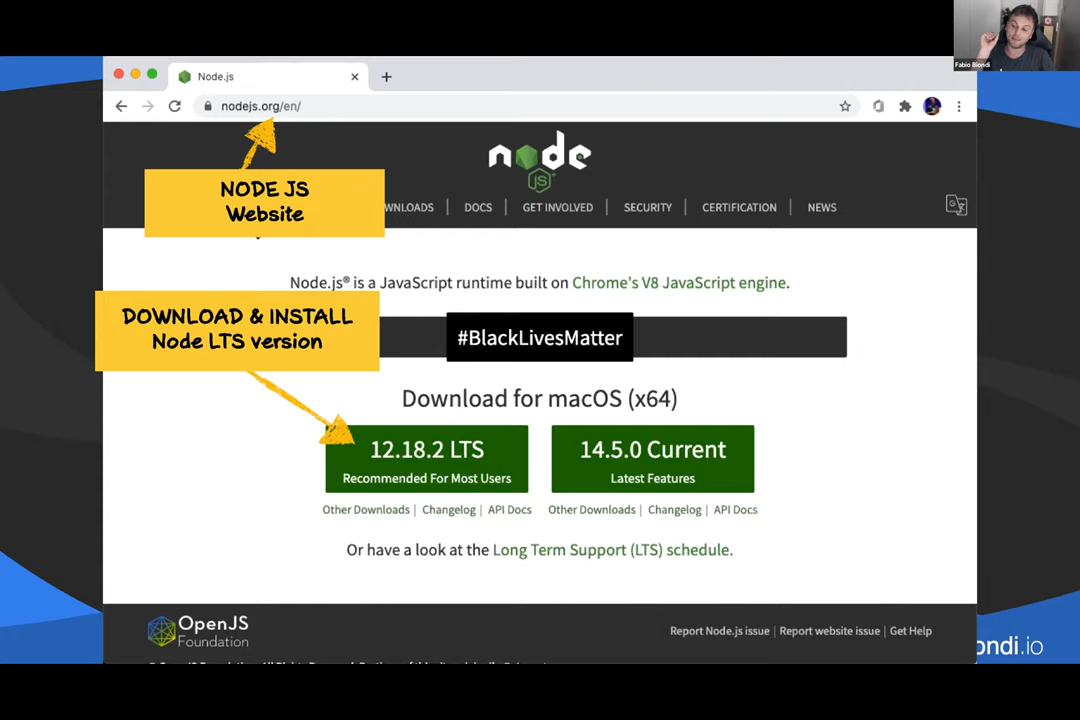 Fabio Biondi
Node.js
nodejs.org/en/
NODE JS
Website
node
JS
WNLOADS | DOCS | GET INVOLVED | SECURITY | CERTIFICATION | NEWS
Node.js® is a JavaScript runtime built on Chrome's V8 JavaScript engine.
DOWNLOAD & INSTALL
Node LTS version
#BlackLivesMatter
Download for macOS (x64)
12.18.2 LTS
Recommended For Most Users
14.5.0 Current
Latest Features
Other Downloads | Changelog | API Docs
Other Downloads | Changelog | API Docs
Or have a look at the Long Term Support (LTS) schedule.
OpenJS
Foundation
Report Node.js issue | Report website issue | Get Help
ondi.io